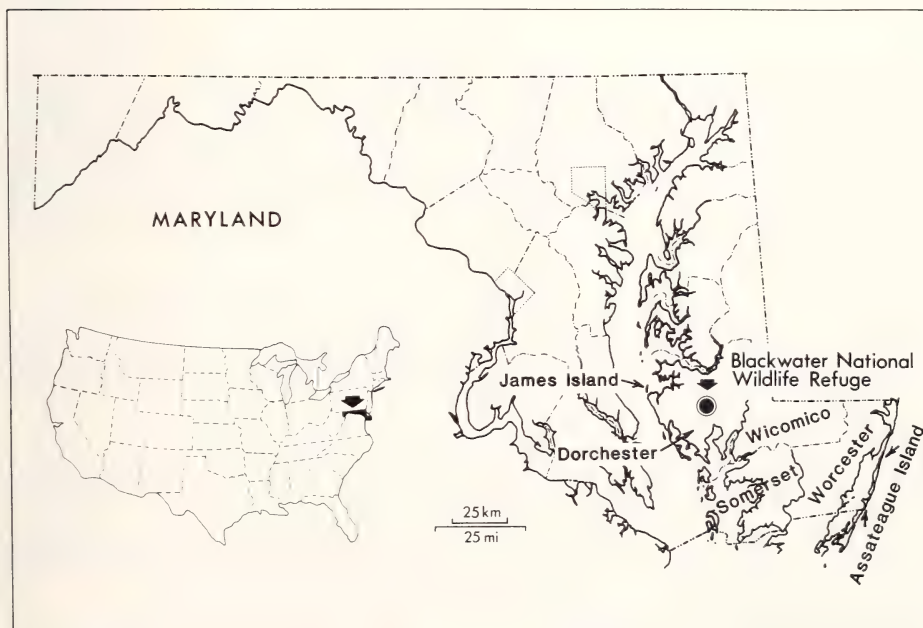 MARYLAND
James Island
Blackwater National
Wildlife Refuge
Dorchester
Wicomico
Somerset
Worcester
Assateague Island
25 km
25 mi